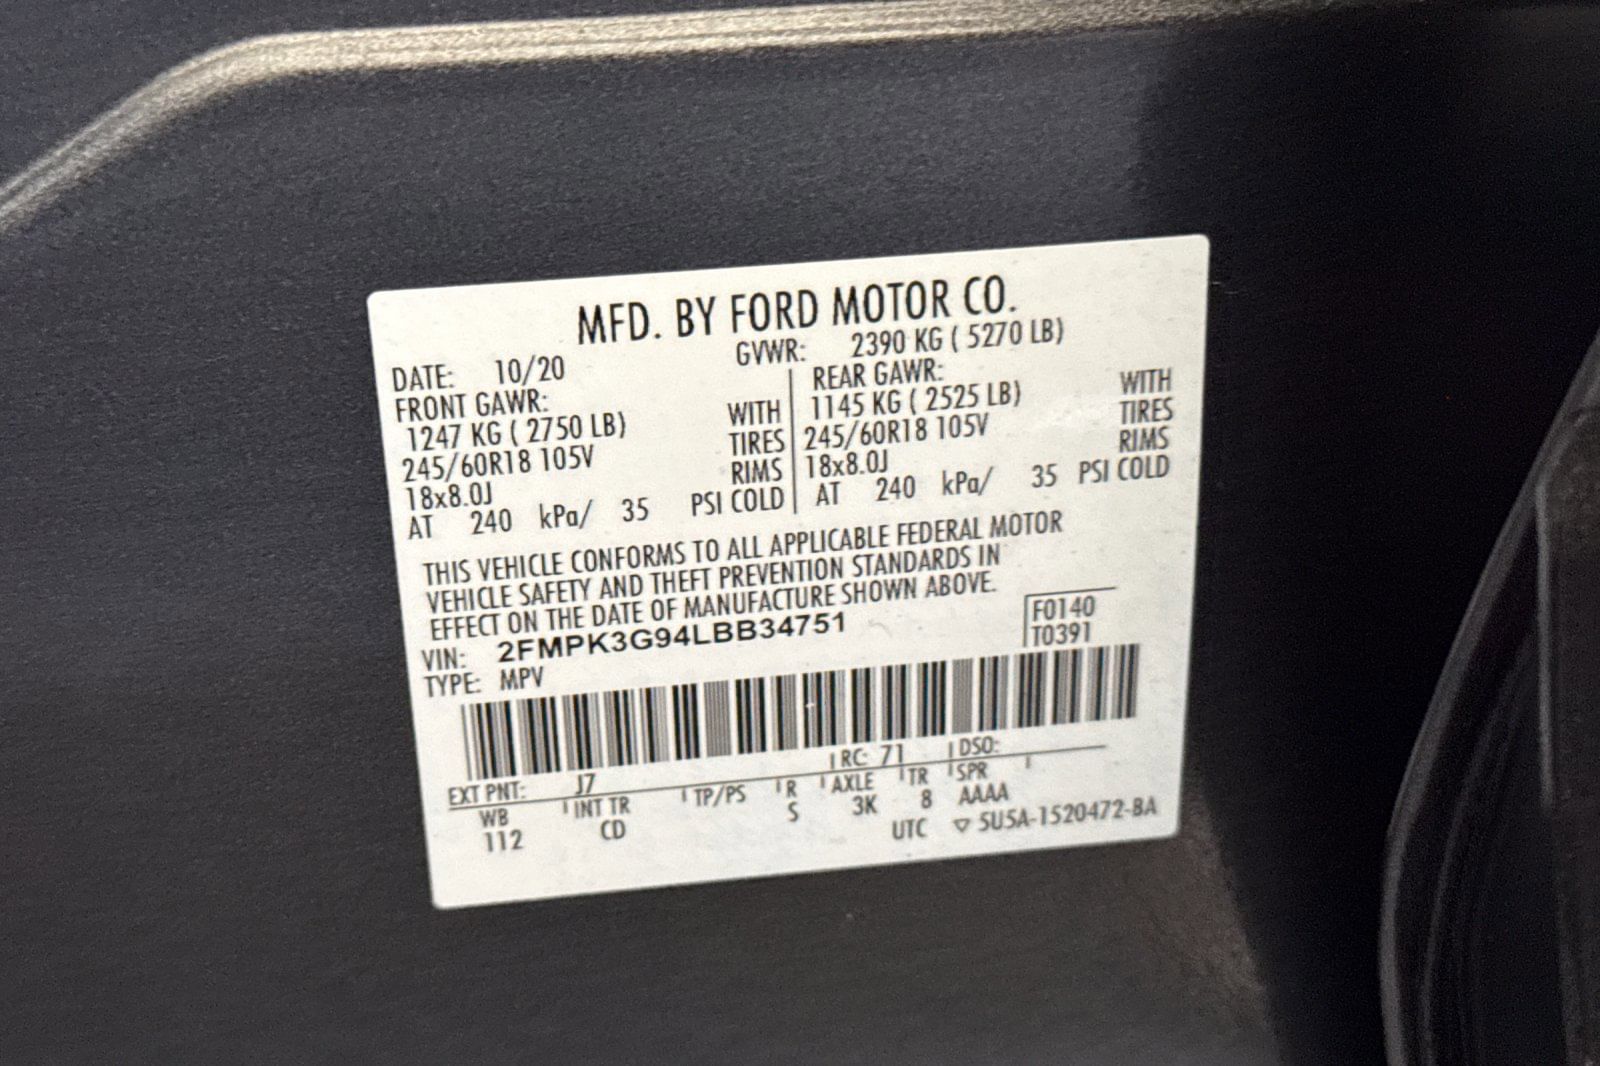 MFD. BY FORD MOTOR CO.
DATE: 10/20 GVWR: 2390 KG ( 5270 LB)
FRONT GAWR: WITH REAR GAWR: WITH
1247 KG ( 2750 LB) TIRES 1145 KG ( 2525 LB) TIRES
245/60R18 105V RIMS 245/60R18 105V RIMS
18x8.0J 18x8.0J
AT 240 kPa/ 35 PSI COLD AT 240 kPa/ 35 PSI COLD
THIS VEHICLE CONFORMS TO ALL APPLICABLE FEDERAL MOTOR
VEHICLE SAFETY AND THEFT PREVENTION STANDARDS IN
EFFECT ON THE DATE OF MANUFACTURE SHOWN ABOVE.
VIN: 2FMPK3G94LBB34751 F0140
TYPE: MPV T0391
EXT PNT: J7 RC: 71 DSO:
WB INT TR TP/PS R AXLE TR SPR
112 CD S 3K 8 AAAA
UTC ▽ 5U5A-1520472-BA